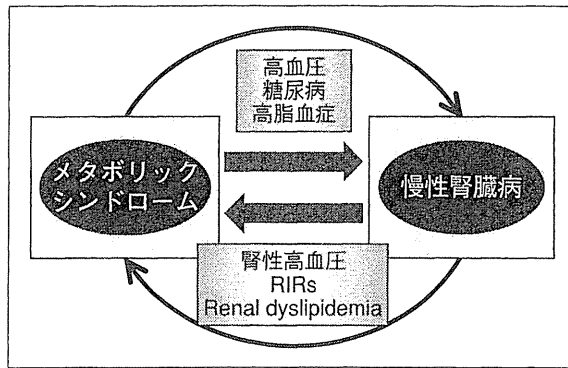 高血圧
糖尿病
高脂血症
メタボリック
シンドローム
慢性腎臓病
腎性高血圧
RIRs
Renal dyslipidemia